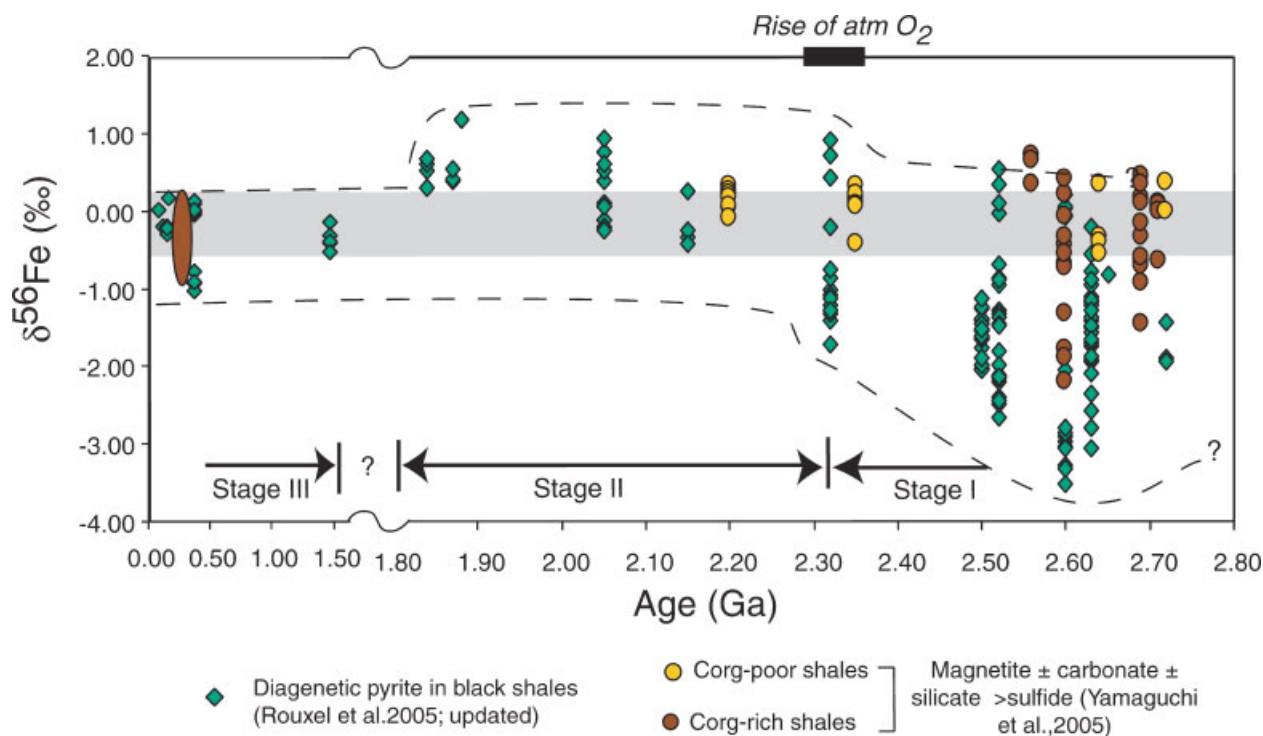 Rise of atm O2
2.00
1.00
0.00
-1.00
-2.00
-3.00
-4.00
δ56Fe (‰)
?
?
?
Stage III
Stage II
Stage I
0.00 0.50 1.00 1.50 1.80 1.90 2.00 2.10 2.20 2.30 2.40 2.50 2.60 2.70 2.80
Age (Ga)
Diagenetic pyrite in black shales
(Rouxel et al.2005; updated)
Corg-poor shales
Corg-rich shales
Magnetite ± carbonate ±
silicate >sulfide (Yamaguchi
et al.,2005)